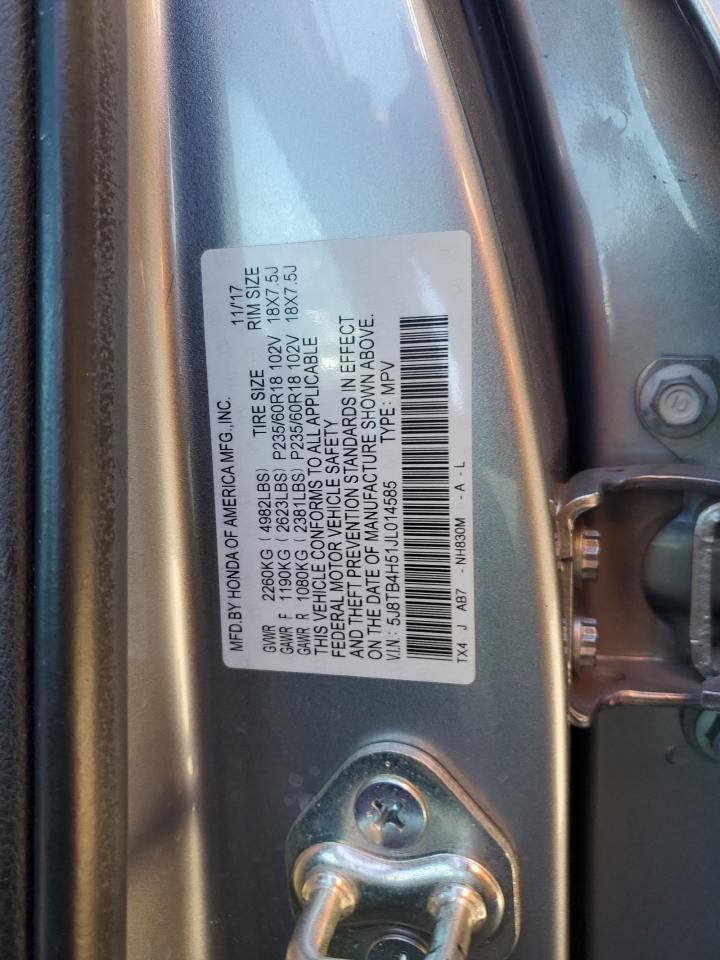 MFD.BY HONDA OF AMERICA MFG.,INC. 11/17
TIRE SIZE RIM SIZE
GVWR 2260KG ( 4982LBS)
GAWR F 1190KG ( 2623LBS) P235/60R18 102V 18X7.5J
GAWR R 1080KG ( 2381LBS) P235/60R18 102V 18X7.5J
THIS VEHICLE CONFORMS TO ALL APPLICABLE
FEDERAL MOTOR VEHICLE SAFETY
AND THEFT PREVENTION STANDARDS IN EFFECT
ON THE DATE OF MANUFACTURE SHOWN ABOVE.
V.I.N.: 5J8TB4H51JL014585 TYPE: MPV
TX4 J AB7 - NH830M - A - L